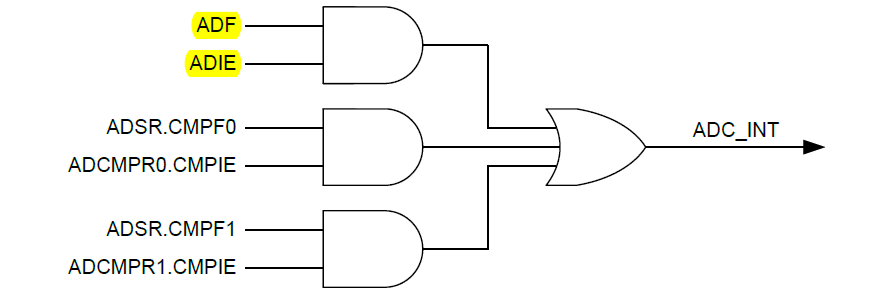 ADF
ADIE
ADSR.CMPF0
ADCMPR0.CMPIE
ADSR.CMPF1
ADCMPR1.CMPIE
ADC_INT